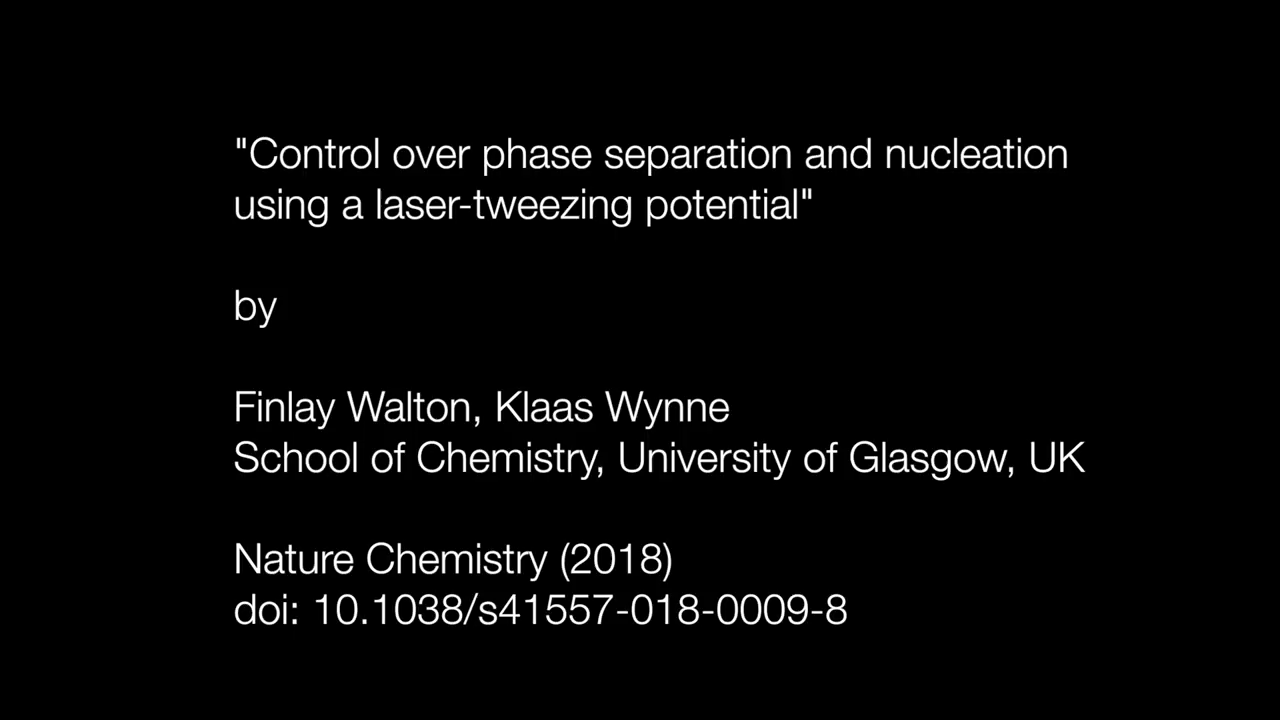 "Control over phase separation and nucleation
using a laser-tweezing potential"
by
Finlay Walton, Klaas Wynne
School of Chemistry, University of Glasgow, UK
Nature Chemistry (2018)
doi: 10.1038/s41557-018-0009-8